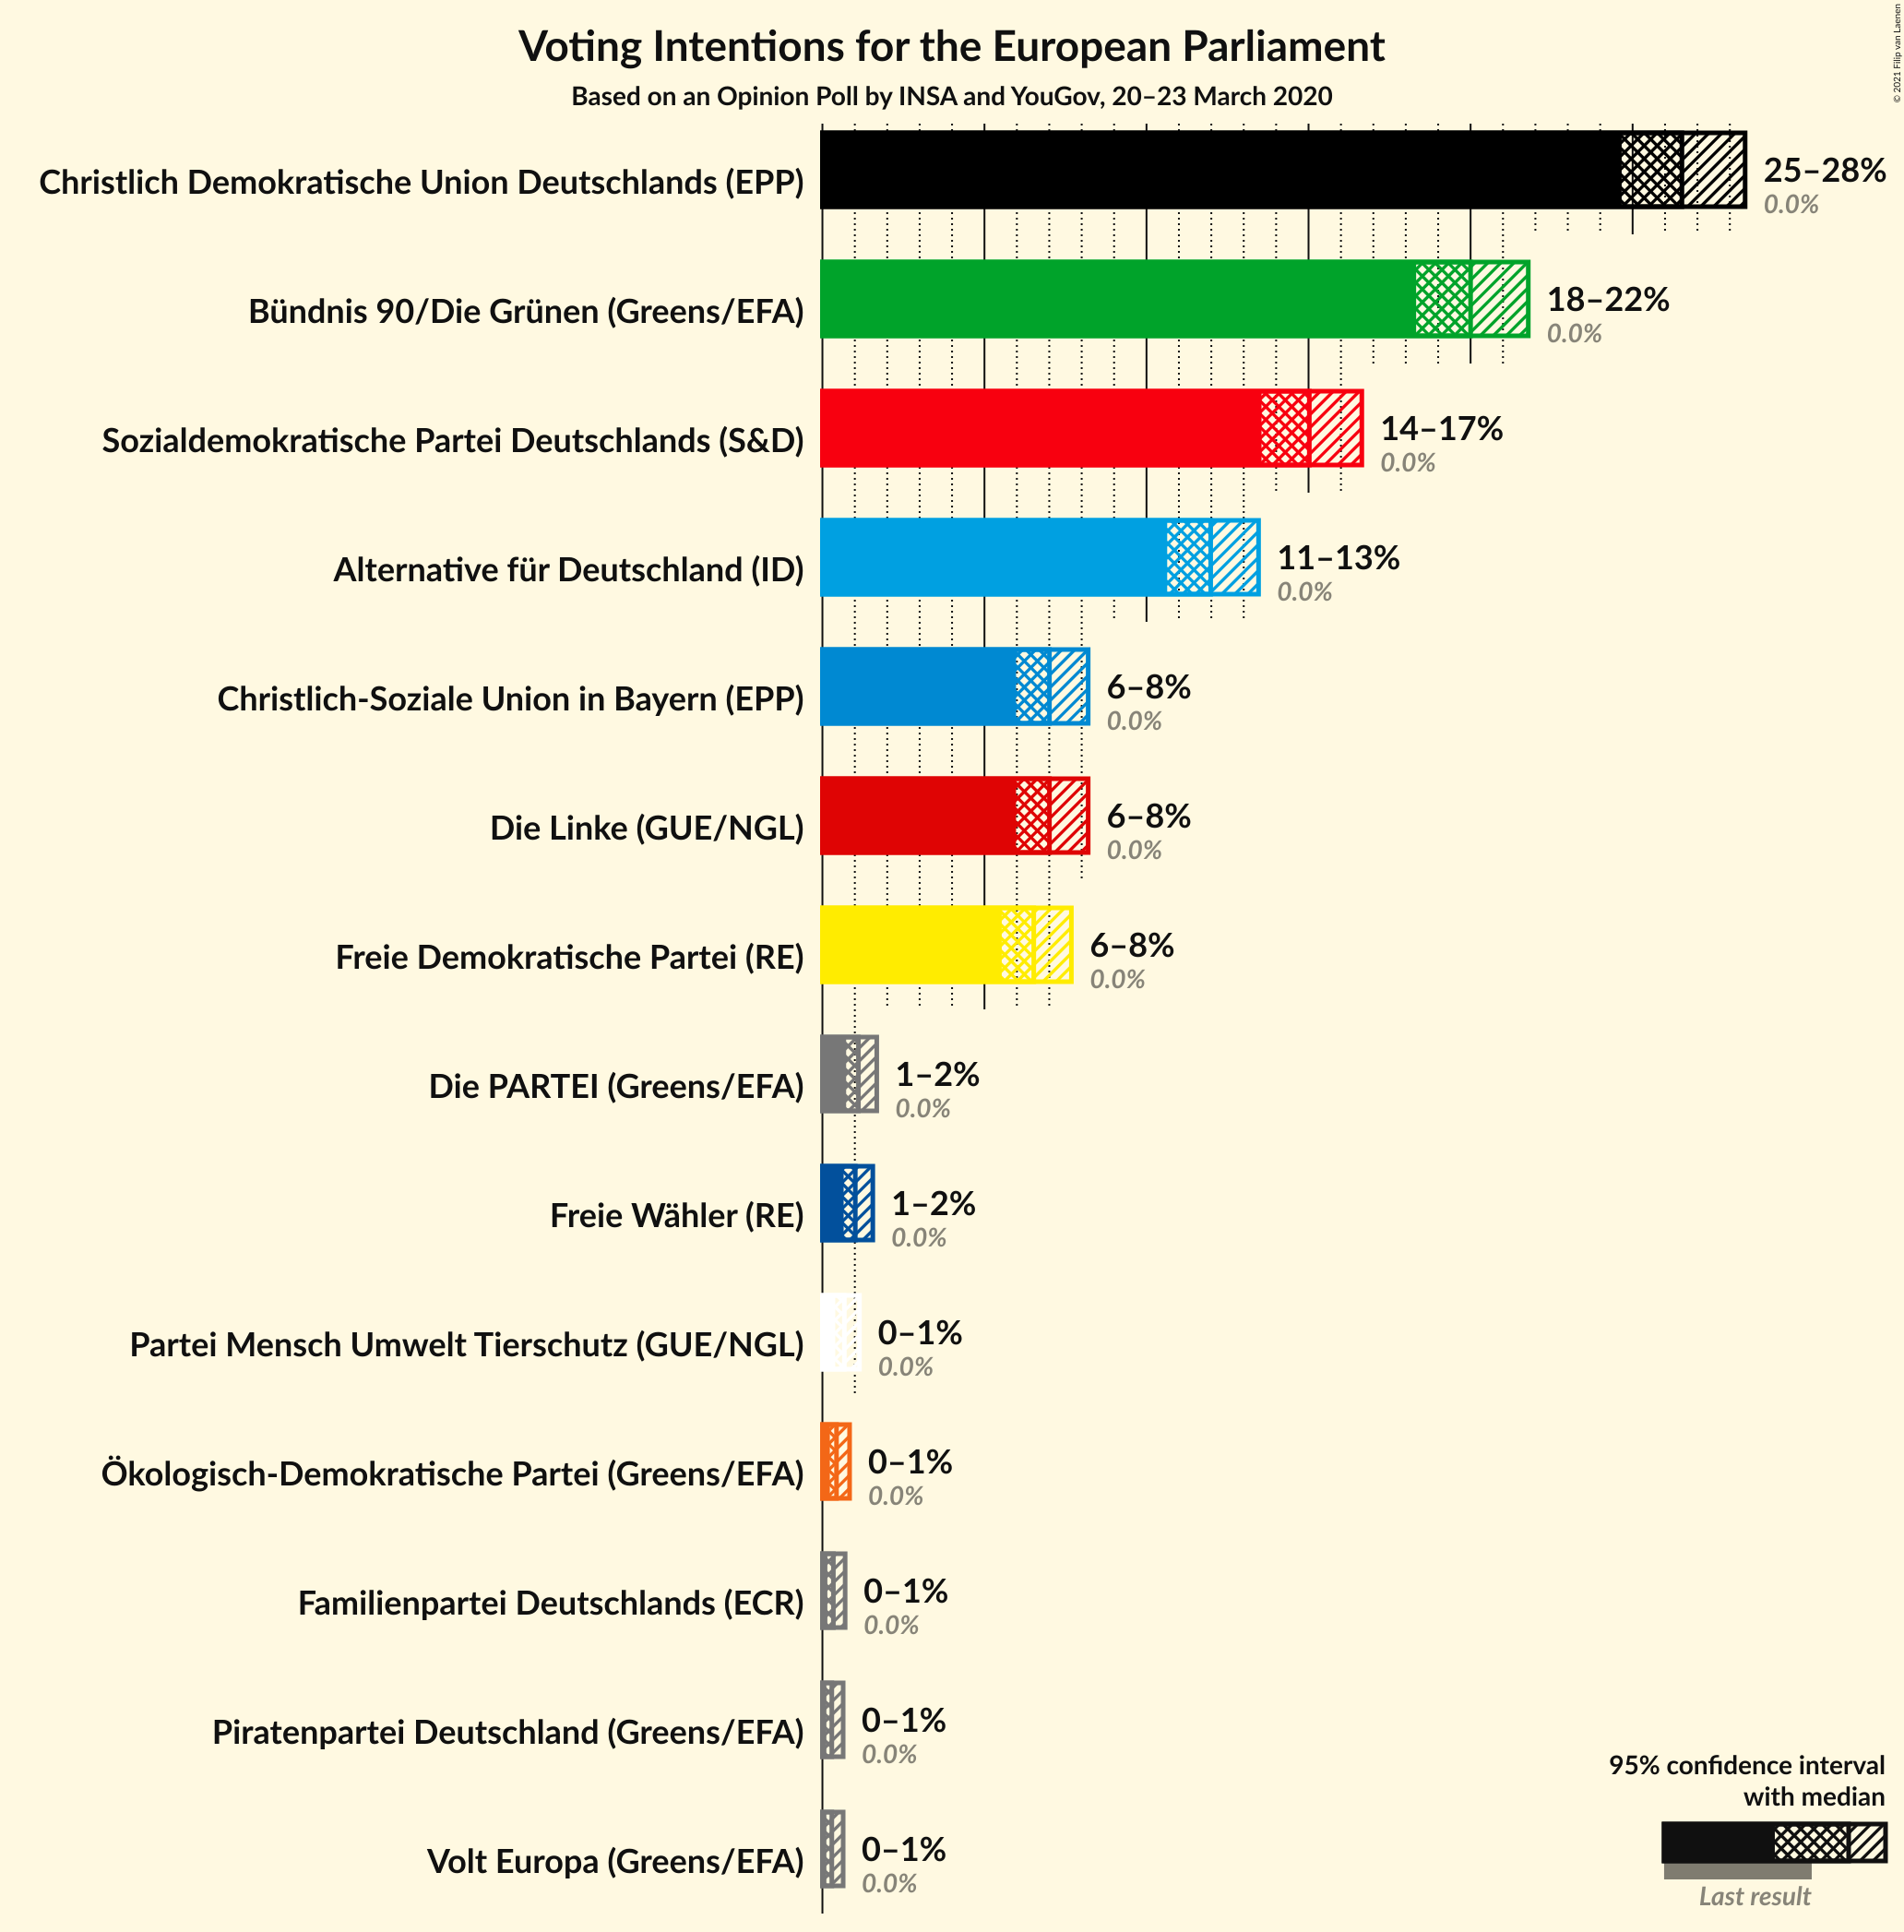 Voting Intentions for the European Parliament
Based on an Opinion Poll by INSA and YouGov, 20–23 March 2020
© 2021 Filip van Laenen
Christlich Demokratische Union Deutschlands (EPP)
25–28%
0.0%
Bündnis 90/Die Grünen (Greens/EFA)
18–22%
0.0%
Sozialdemokratische Partei Deutschlands (S&D)
14–17%
0.0%
Alternative für Deutschland (ID)
11–13%
0.0%
Christlich-Soziale Union in Bayern (EPP)
6–8%
0.0%
Die Linke (GUE/NGL)
6–8%
0.0%
Freie Demokratische Partei (RE)
6–8%
0.0%
Die PARTEI (Greens/EFA)
1–2%
0.0%
Freie Wähler (RE)
1–2%
0.0%
Partei Mensch Umwelt Tierschutz (GUE/NGL)
0–1%
0.0%
Ökologisch-Demokratische Partei (Greens/EFA)
0–1%
0.0%
Familienpartei Deutschlands (ECR)
0–1%
0.0%
Piratenpartei Deutschland (Greens/EFA)
0–1%
0.0%
Volt Europa (Greens/EFA)
0–1%
0.0%
95% confidence interval
with median
Last result